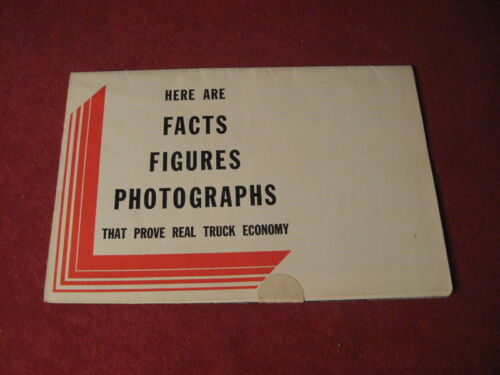 HERE ARE
FACTS
FIGURES
PHOTOGRAPHS
THAT PROVE REAL TRUCK ECONOMY